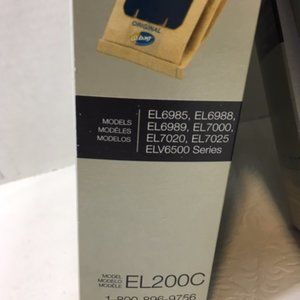 ORIGINAL
s-bag
MODELS
MODÈLES
MODELOS
EL6985, EL6988,
EL6989, EL7000,
EL7020, EL7025
ELV6500 Series
MODEL
MODELO
MODÈLE
EL200C
1-800-896-9756